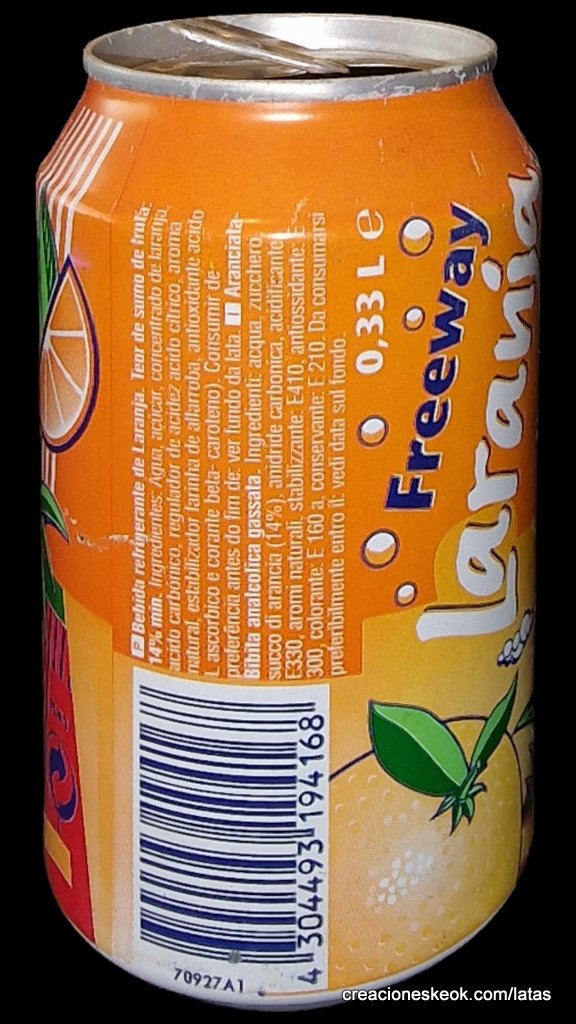 P Bebida refrigerante de Laranja. Teor de sumo de fruta:
14% min. Ingredientes: Água, açúcar, concentrado de laranja,
acido carbónico, regulador de acidez acido cítrico, aroma
natural, estabilizador farinha de alfarroba, antioxidante acido
L ascorbico e corante beta- caroteno). Consumir de
preferência antes do fim de: ver fundo da lata. I Aranciata-
Bibita analcolica gassata. Ingredienti: acqua, zucchero,
succo di arancia (14%), anidride carbonica, acidificante
E330, aromi naturali, stabilizzante: E410, antiossidante: E
300, colorante: E 160 a, conservante: E 210. Da consumarsi
preferibilmente entro il: vedi data sul fondo.
0,33 L e
Freeway
Laranja
4 304493 194168
70927A1
creacioneskeok.com/latas